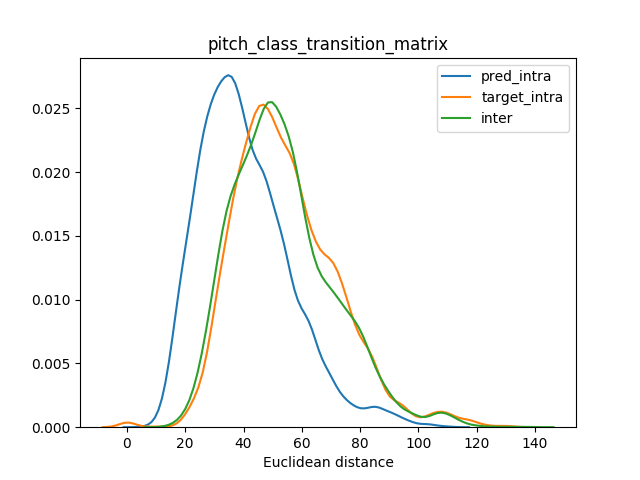 pitch_class_transition_matrix
pred_intra
target_intra
inter
0.025
0.020
0.015
0.010
0.005
0.000
0 20 40 60 80 100 120 140
Euclidean distance